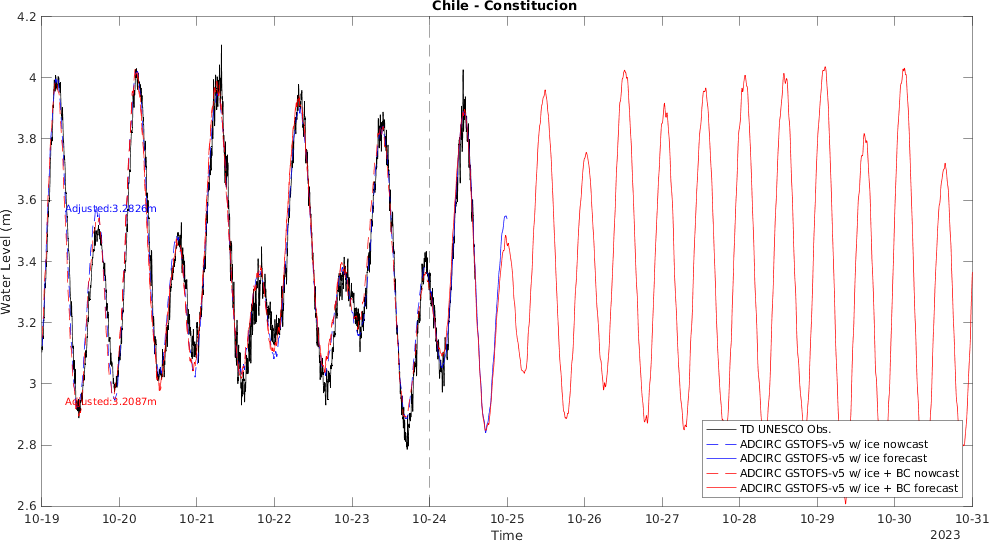 Chile - Constitucion
4.2
4
3.8
3.6
3.4
3.2
3
2.8
2.6
Water Level (m)
Adjusted:3.2826m
Adjusted:3.2087m
TD UNESCO Obs.
ADCIRC GSTOFS-v5 w/ ice nowcast
ADCIRC GSTOFS-v5 w/ ice forecast
ADCIRC GSTOFS-v5 w/ ice + BC nowcast
ADCIRC GSTOFS-v5 w/ ice + BC forecast
10-19 10-20 10-21 10-22 10-23 10-24 10-25 10-26 10-27 10-28 10-29 10-30 10-31
Time
2023